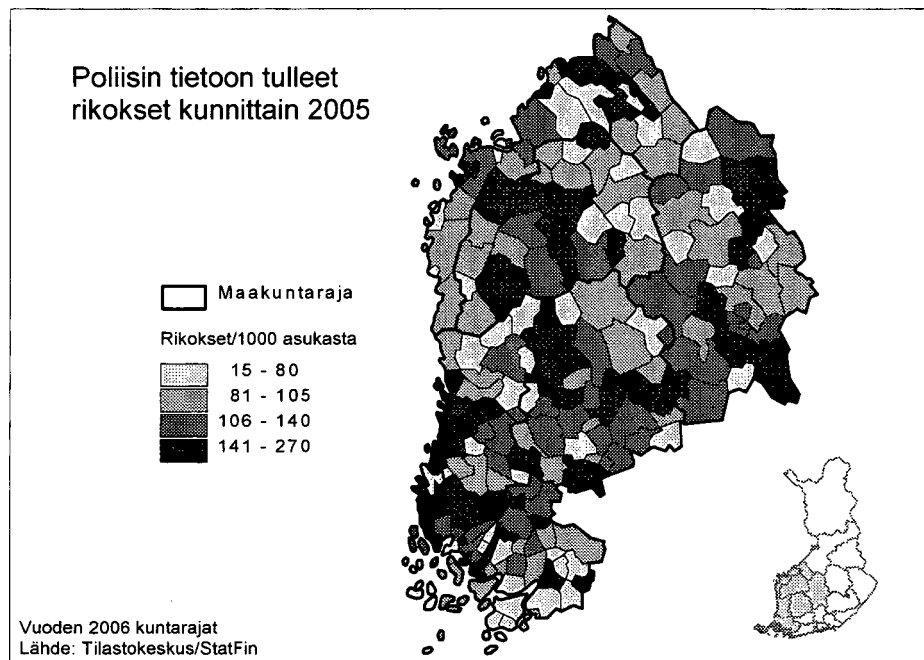 Poliisin tietoon tulleet
rikokset kunnittain 2005
Maakuntaraja
Rikokset/1000 asukasta
15 - 80
81 - 105
106 - 140
141 - 270
Vuoden 2006 kuntarajat
Lähde: Tilastokeskus/StatFin